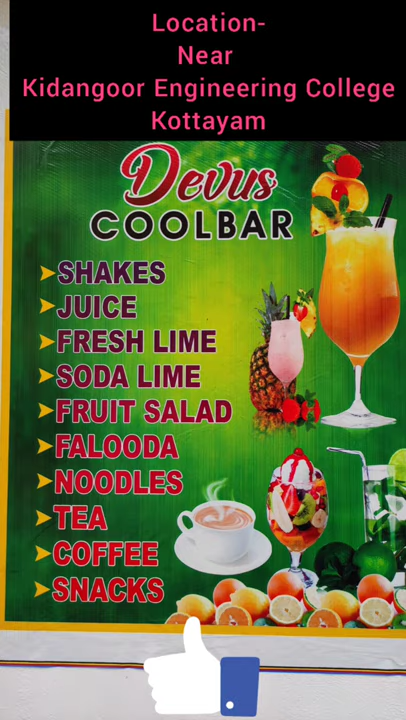 Location-
Near
Kidangoor Engineering College
Kottayam
Devus
COOLBAR
SHAKES
JUICE
FRESH LIME
SODA LIME
FRUIT SALAD
FALOODA
NOODLES
TEA
COFFEE
SNACKS